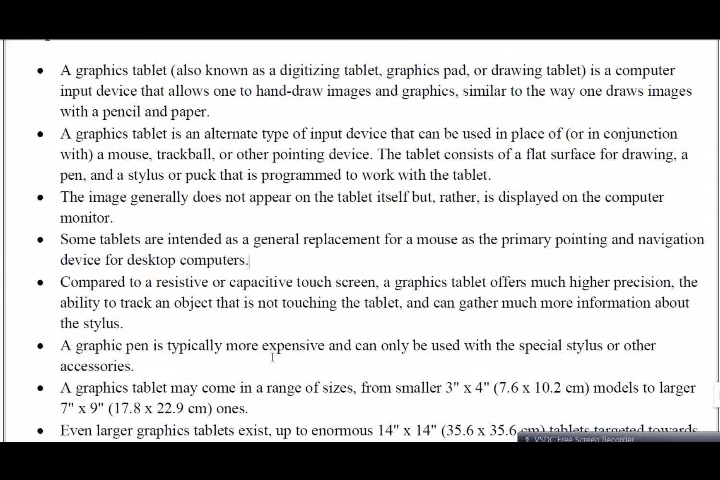 • A graphics tablet (also known as a digitizing tablet, graphics pad, or drawing tablet) is a computer
input device that allows one to hand-draw images and graphics, similar to the way one draws images
with a pencil and paper.
• A graphics tablet is an alternate type of input device that can be used in place of (or in conjunction
with) a mouse, trackball, or other pointing device. The tablet consists of a flat surface for drawing, a
pen, and a stylus or puck that is programmed to work with the tablet.
• The image generally does not appear on the tablet itself but, rather, is displayed on the computer
monitor.
• Some tablets are intended as a general replacement for a mouse as the primary pointing and navigation
device for desktop computers.
• Compared to a resistive or capacitive touch screen, a graphics tablet offers much higher precision, the
ability to track an object that is not touching the tablet, and can gather much more information about
the stylus.
• A graphic pen is typically more expensive and can only be used with the special stylus or other
accessories.
• A graphics tablet may come in a range of sizes, from smaller 3" x 4" (7.6 x 10.2 cm) models to larger
7" x 9" (17.8 x 22.9 cm) ones.
• Even larger graphics tablets exist, up to enormous 14" x 14" (35.6 x 35.6 cm) tablets targeted towards
VSDC Free Screen Recorder